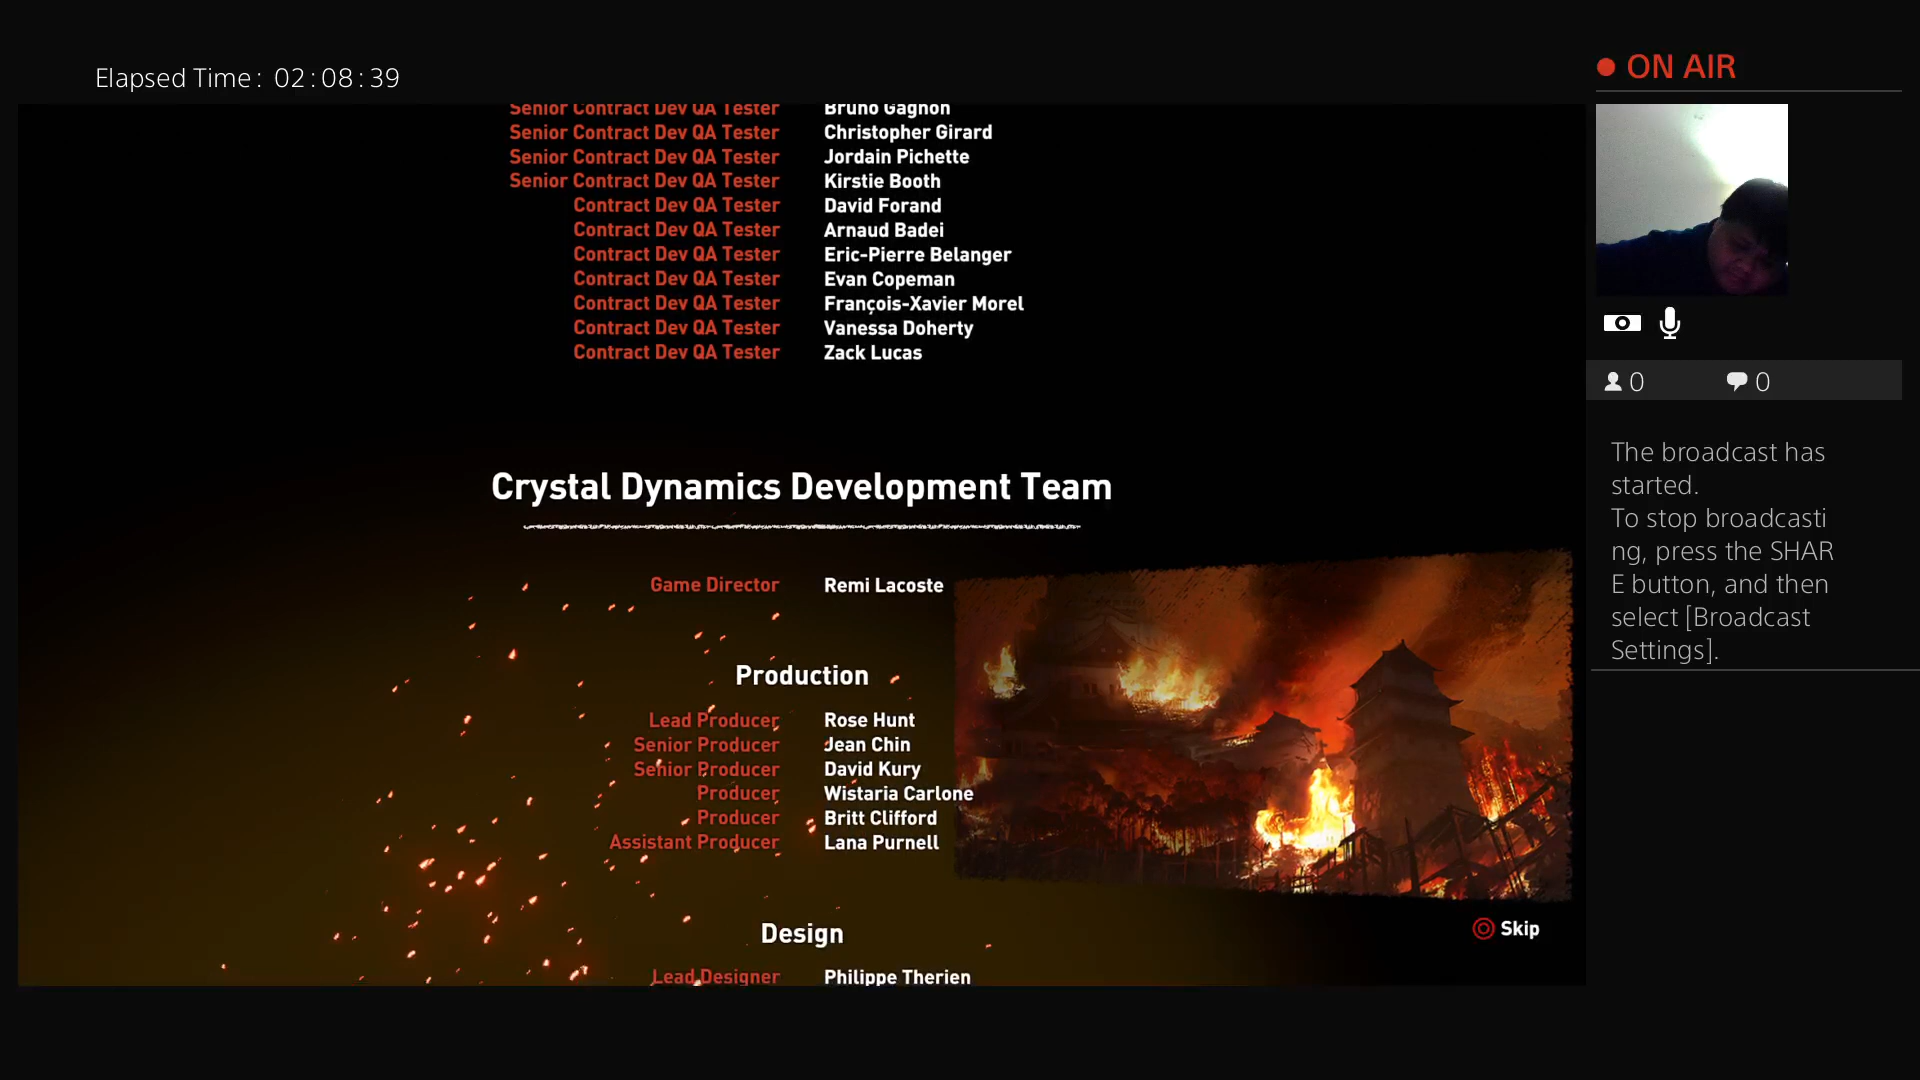 Elapsed Time: 02:08:39
ON AIR
Senior Contract Dev QA Tester Bruno Gagnon
Senior Contract Dev QA Tester Christopher Girard
Senior Contract Dev QA Tester Jordain Pichette
Senior Contract Dev QA Tester Kirstie Booth
Contract Dev QA Tester David Forand
Contract Dev QA Tester Arnaud Badei
Contract Dev QA Tester Eric-Pierre Belanger
Contract Dev QA Tester Evan Copeman
Contract Dev QA Tester François-Xavier Morel
Contract Dev QA Tester Vanessa Doherty
Contract Dev QA Tester Zack Lucas
Crystal Dynamics Development Team
Game Director Remi Lacoste
Production
Lead Producer Rose Hunt
Senior Producer Jean Chin
Senior Producer David Kury
Producer Wistaria Carlone
Producer Britt Clifford
Assistant Producer Lana Purnell
Design
Lead Designer Philippe Therien
Skip
0 0
The broadcast has
started.
To stop broadcasti
ng, press the SHAR
E button, and then
select [Broadcast
Settings].